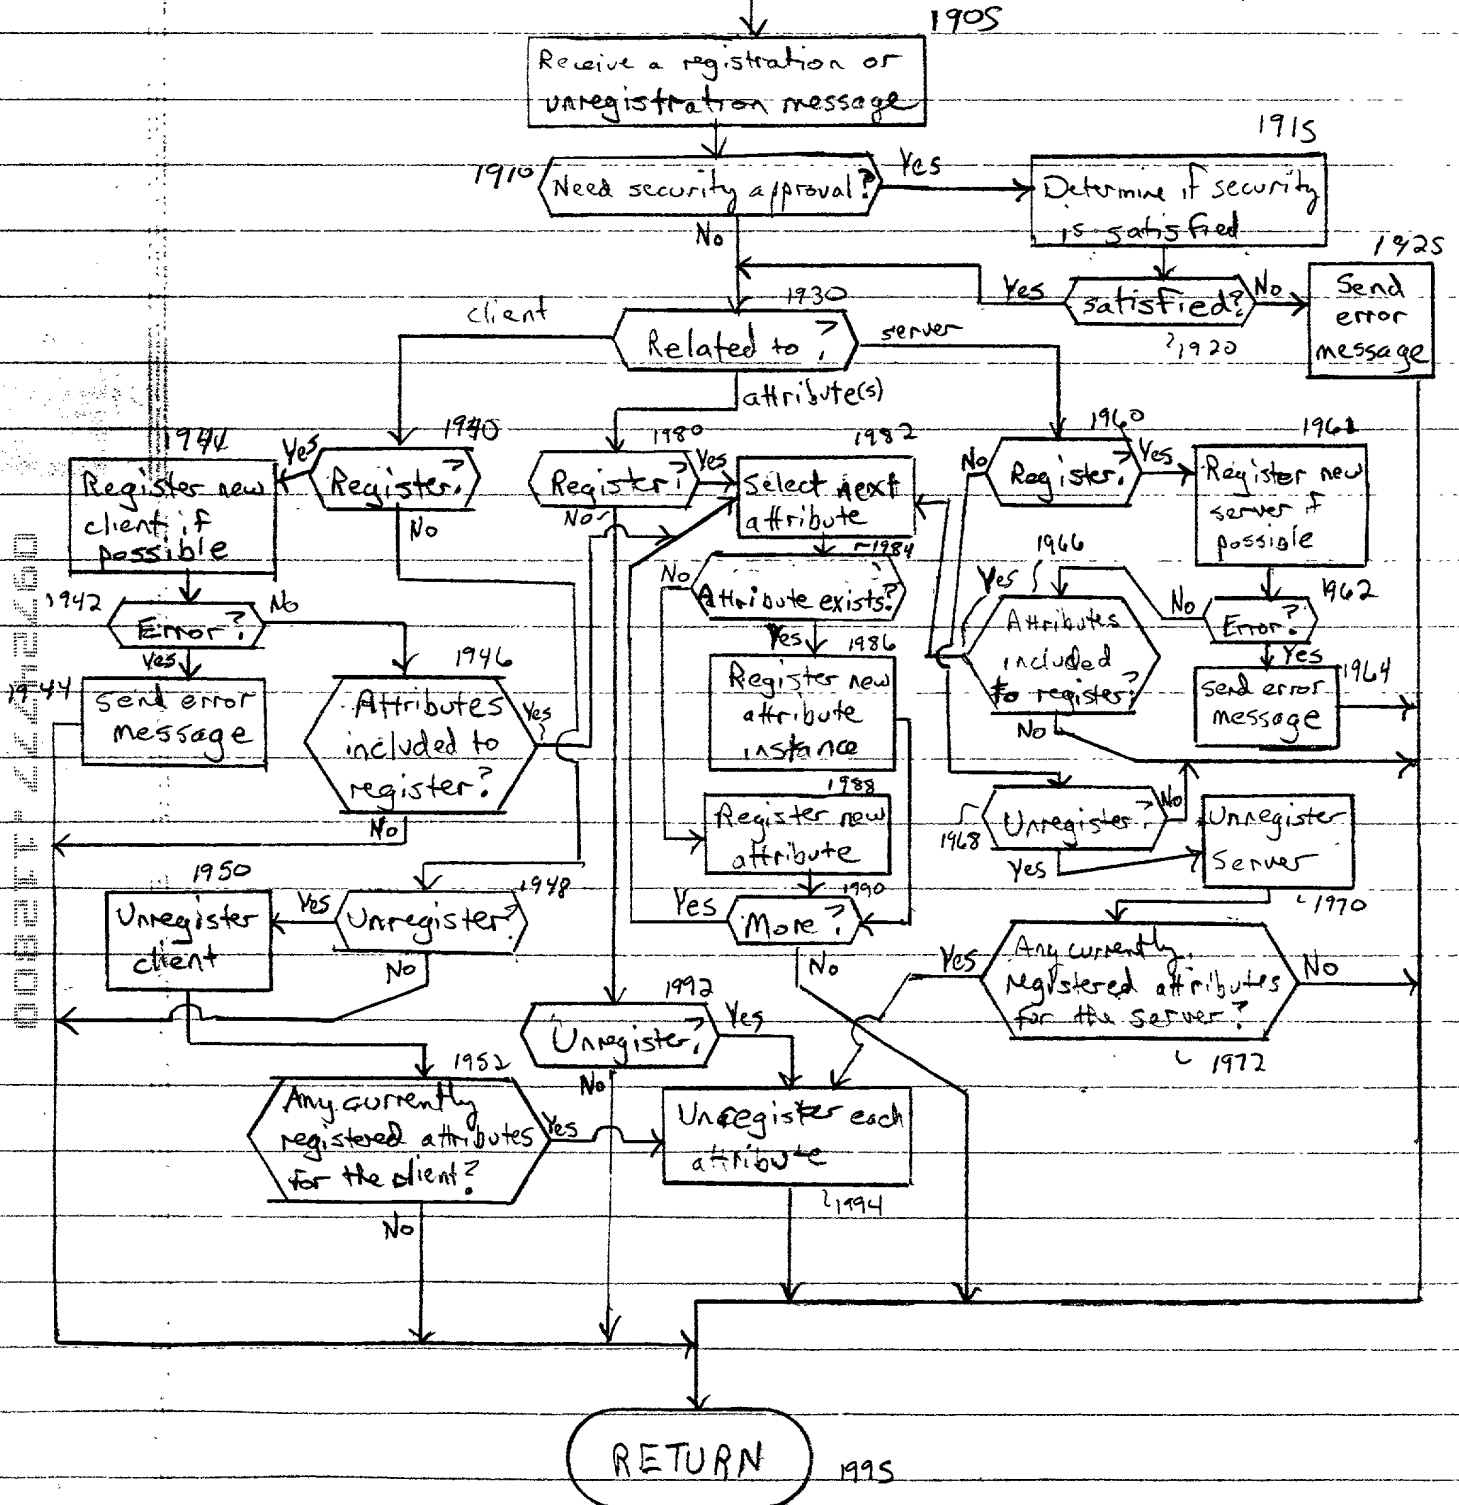 1905
Receive a registration or
unregistration message
1910
Need security approval?
Yes
No
1915
Determine if security
is satisfied
satisfied?
1920
Yes
No
1925
Send
error
message
1930
Related to ?
client
server
attribute(s)
1940
Register?
Yes
No
1941
Register new
client if
possible
1942
Error?
No
Yes
1944
send error
message
1946
Attributes
included to
register?
Yes
No
1948
Unregister?
Yes
No
1950
Unregister
client
1952
Any currently
registered attributes
for the client?
Yes
No
1980
Register?
Yes
No
1982
Select next
attribute
1984
Attribute exists?
No
Yes
1986
Register new
attribute
instance
1988
Register new
attribute
1990
More?
Yes
No
1992
Unregister?
Yes
No
Unregister each
attribute
1994
1960
Register?
No
Yes
1961
Register new
server if
possible
1962
Error?
No
Yes
1964
send error
message
1966
Attributes
included
to register?
Yes
No
1968
Unregister?
No
Yes
Unregister
Server
1970
Any currently
registered attributes
for the server?
1972
Yes
No
RETURN
1995